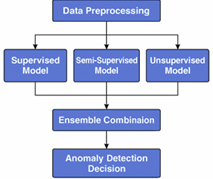 Data Preprocessing
Supervised
Model
Semi-Supervised
Model
Unsupervised
Model
Ensemble Combinaion
Anomaly Detection
Decision